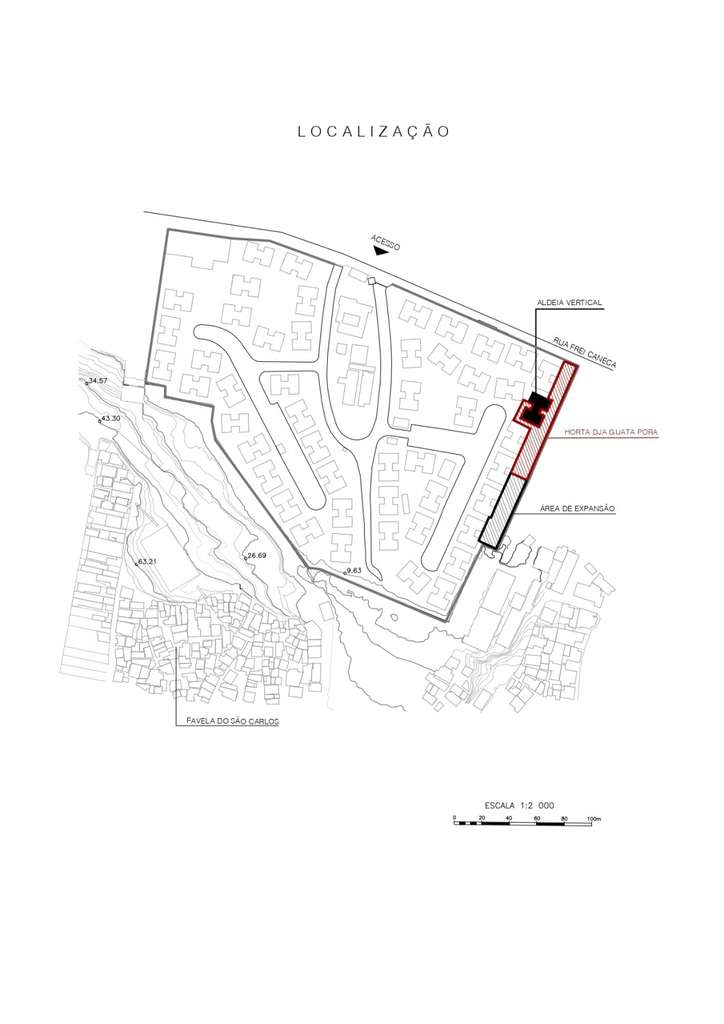 LOCALIZAÇÃO
ACESSO
ALDEIA VERTICAL
RUA FREI CANECA
34.57
43.30
HORTA DJA GUATA PORA
ÁREA DE EXPANSÃO
26.69
63.21
9.63
FAVELA DO SÃO CARLOS
ESCALA 1:2 000
0 20 40 60 80 100m